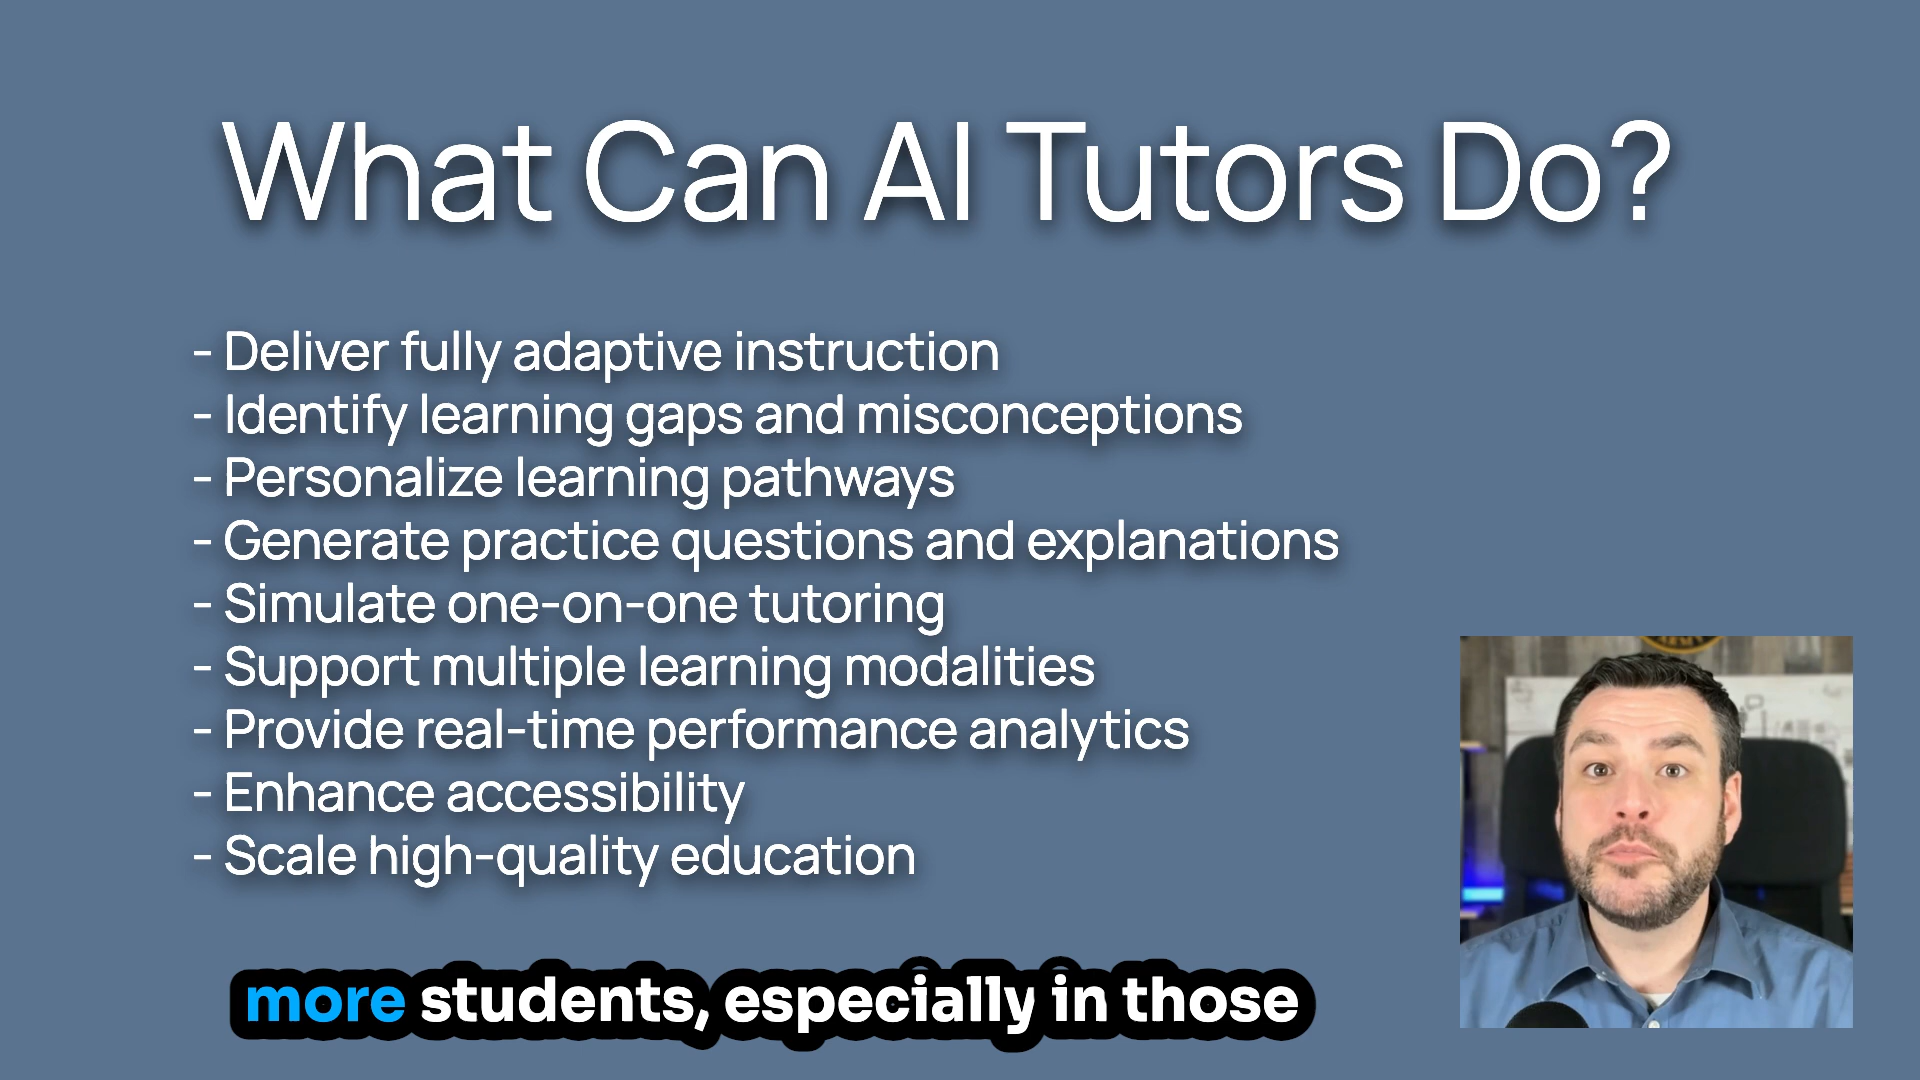 What Can AI Tutors Do?
- Deliver fully adaptive instruction
- Identify learning gaps and misconceptions
- Personalize learning pathways
- Generate practice questions and explanations
- Simulate one-on-one tutoring
- Support multiple learning modalities
- Provide real-time performance analytics
- Enhance accessibility
- Scale high-quality education
more students, especially in those